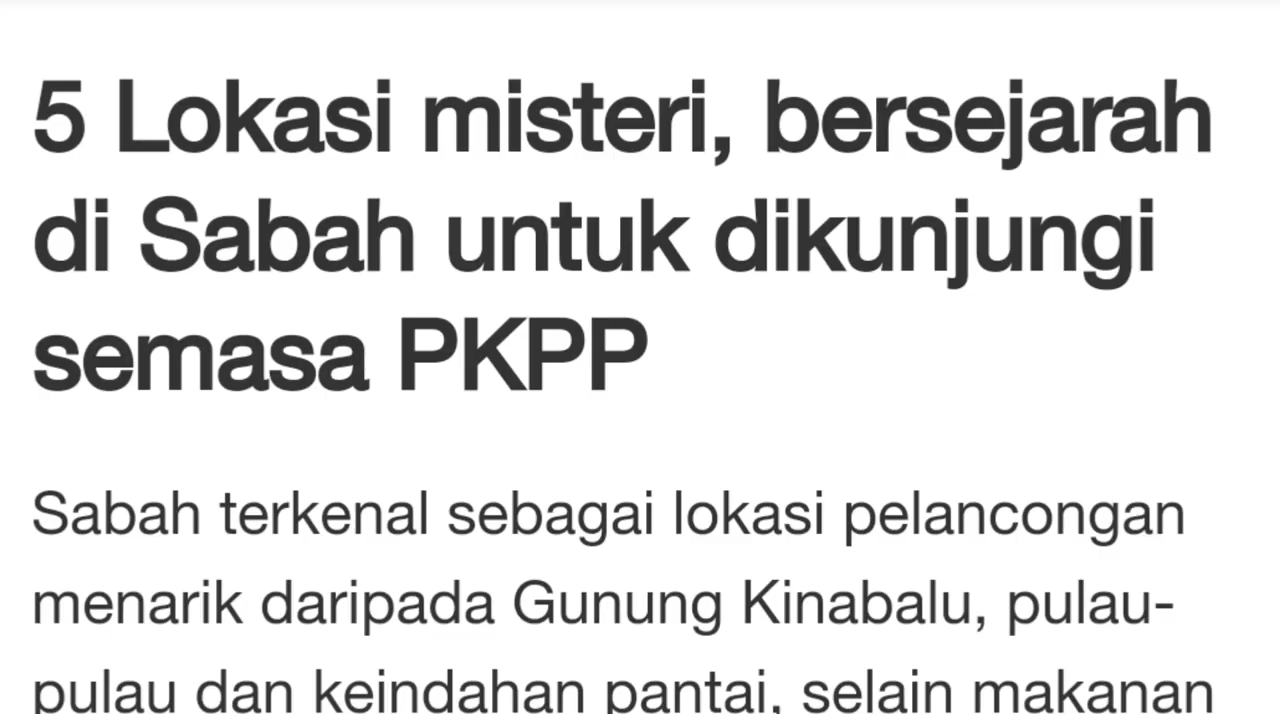 5 Lokasi misteri, bersejarah
di Sabah untuk dikunjungi
semasa PKPP
Sabah terkenal sebagai lokasi pelancongan
menarik daripada Gunung Kinabalu, pulau-
pulau dan keindahan pantai, selain makanan